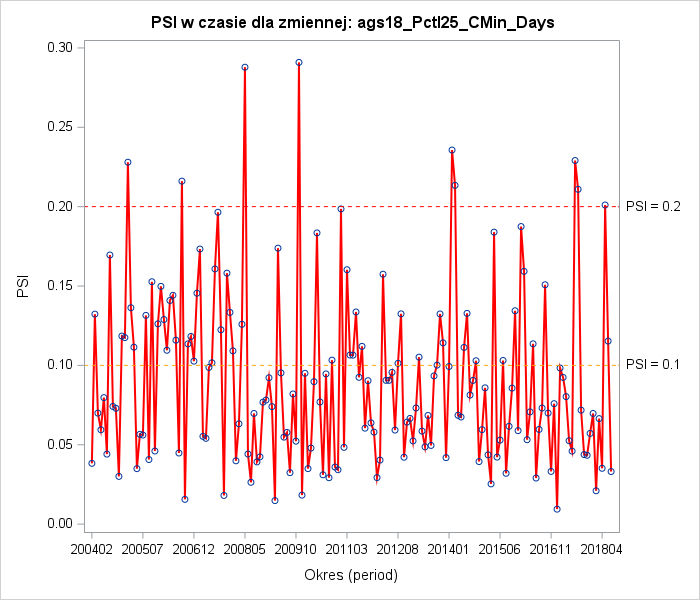 PSI w czasie dla zmiennej: ags18_Pctl25_CMin_Days
0.30
0.25
0.20
0.15
0.10
0.05
0.00
PSI
PSI = 0.2
PSI = 0.1
200402 200507 200612 200805 200910 201103 201208 201401 201506 201611 201804
Okres (period)